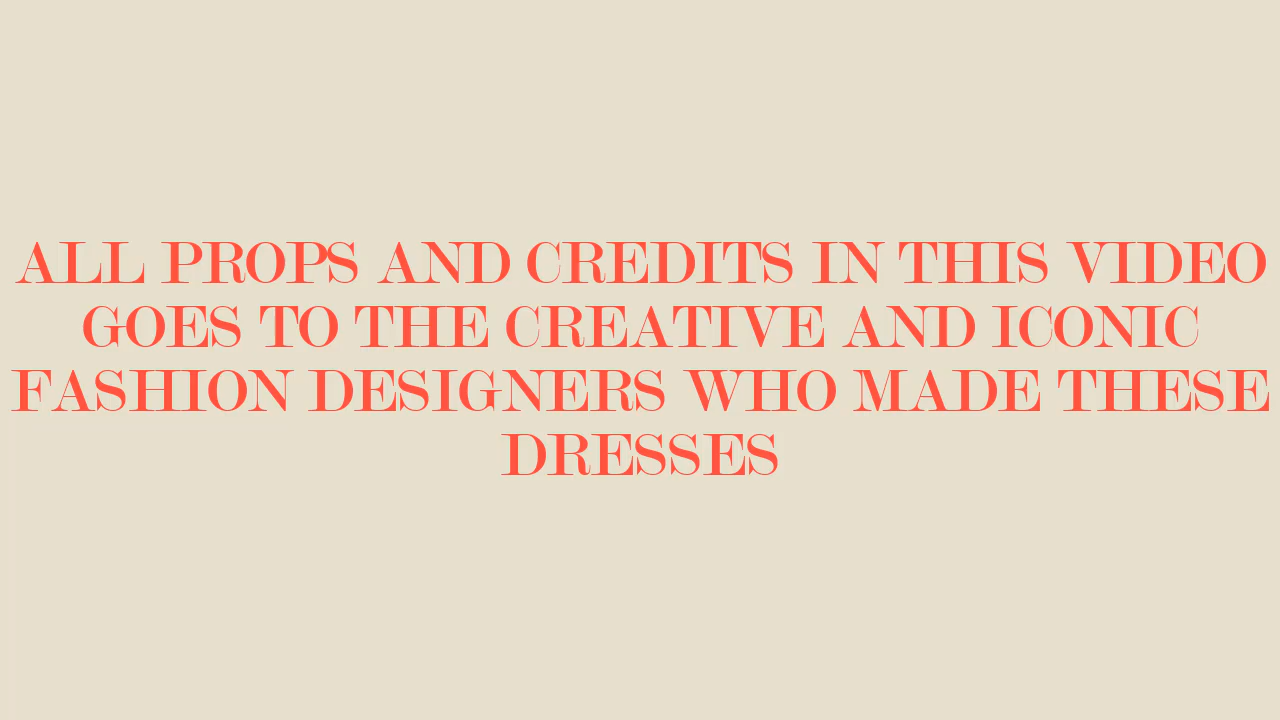 ALL PROPS AND CREDITS IN THIS VIDEO
GOES TO THE CREATIVE AND ICONIC
FASHION DESIGNERS WHO MADE THESE
DRESSES